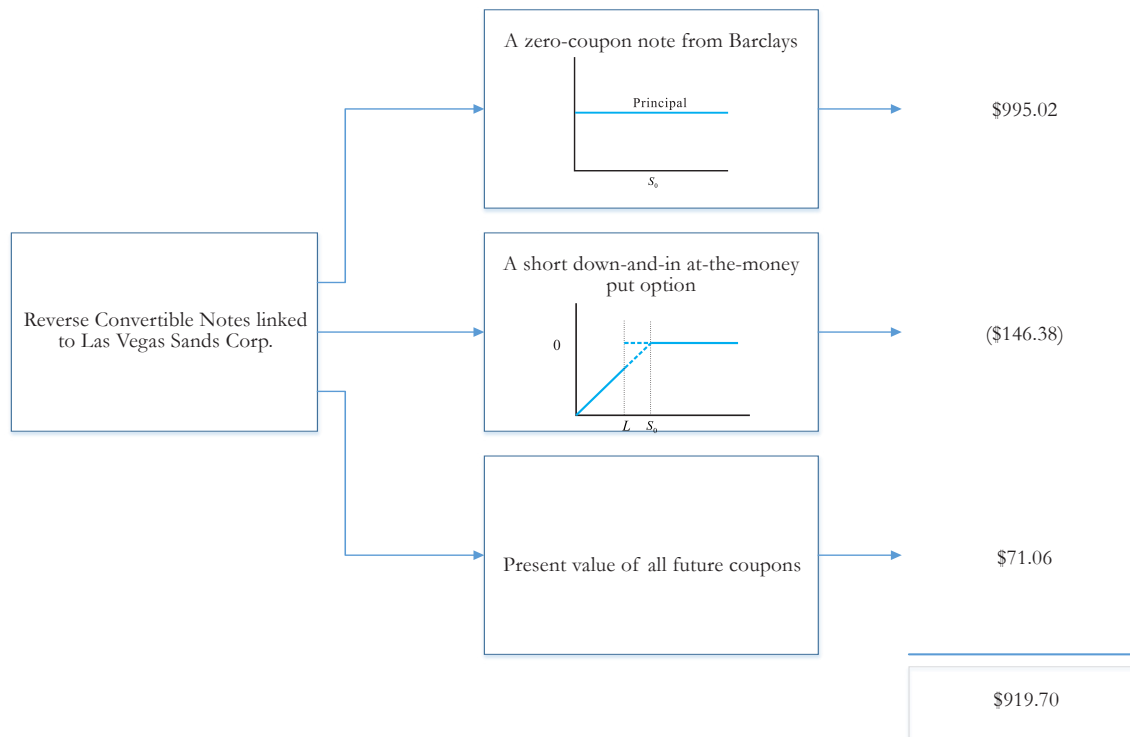 A zero-coupon note from Barclays
Principal
S₀
$995.02
Reverse Convertible Notes linked
to Las Vegas Sands Corp.
A short down-and-in at-the-money
put option
0
L S₀
($146.38)
Present value of all future coupons
$71.06
$919.70